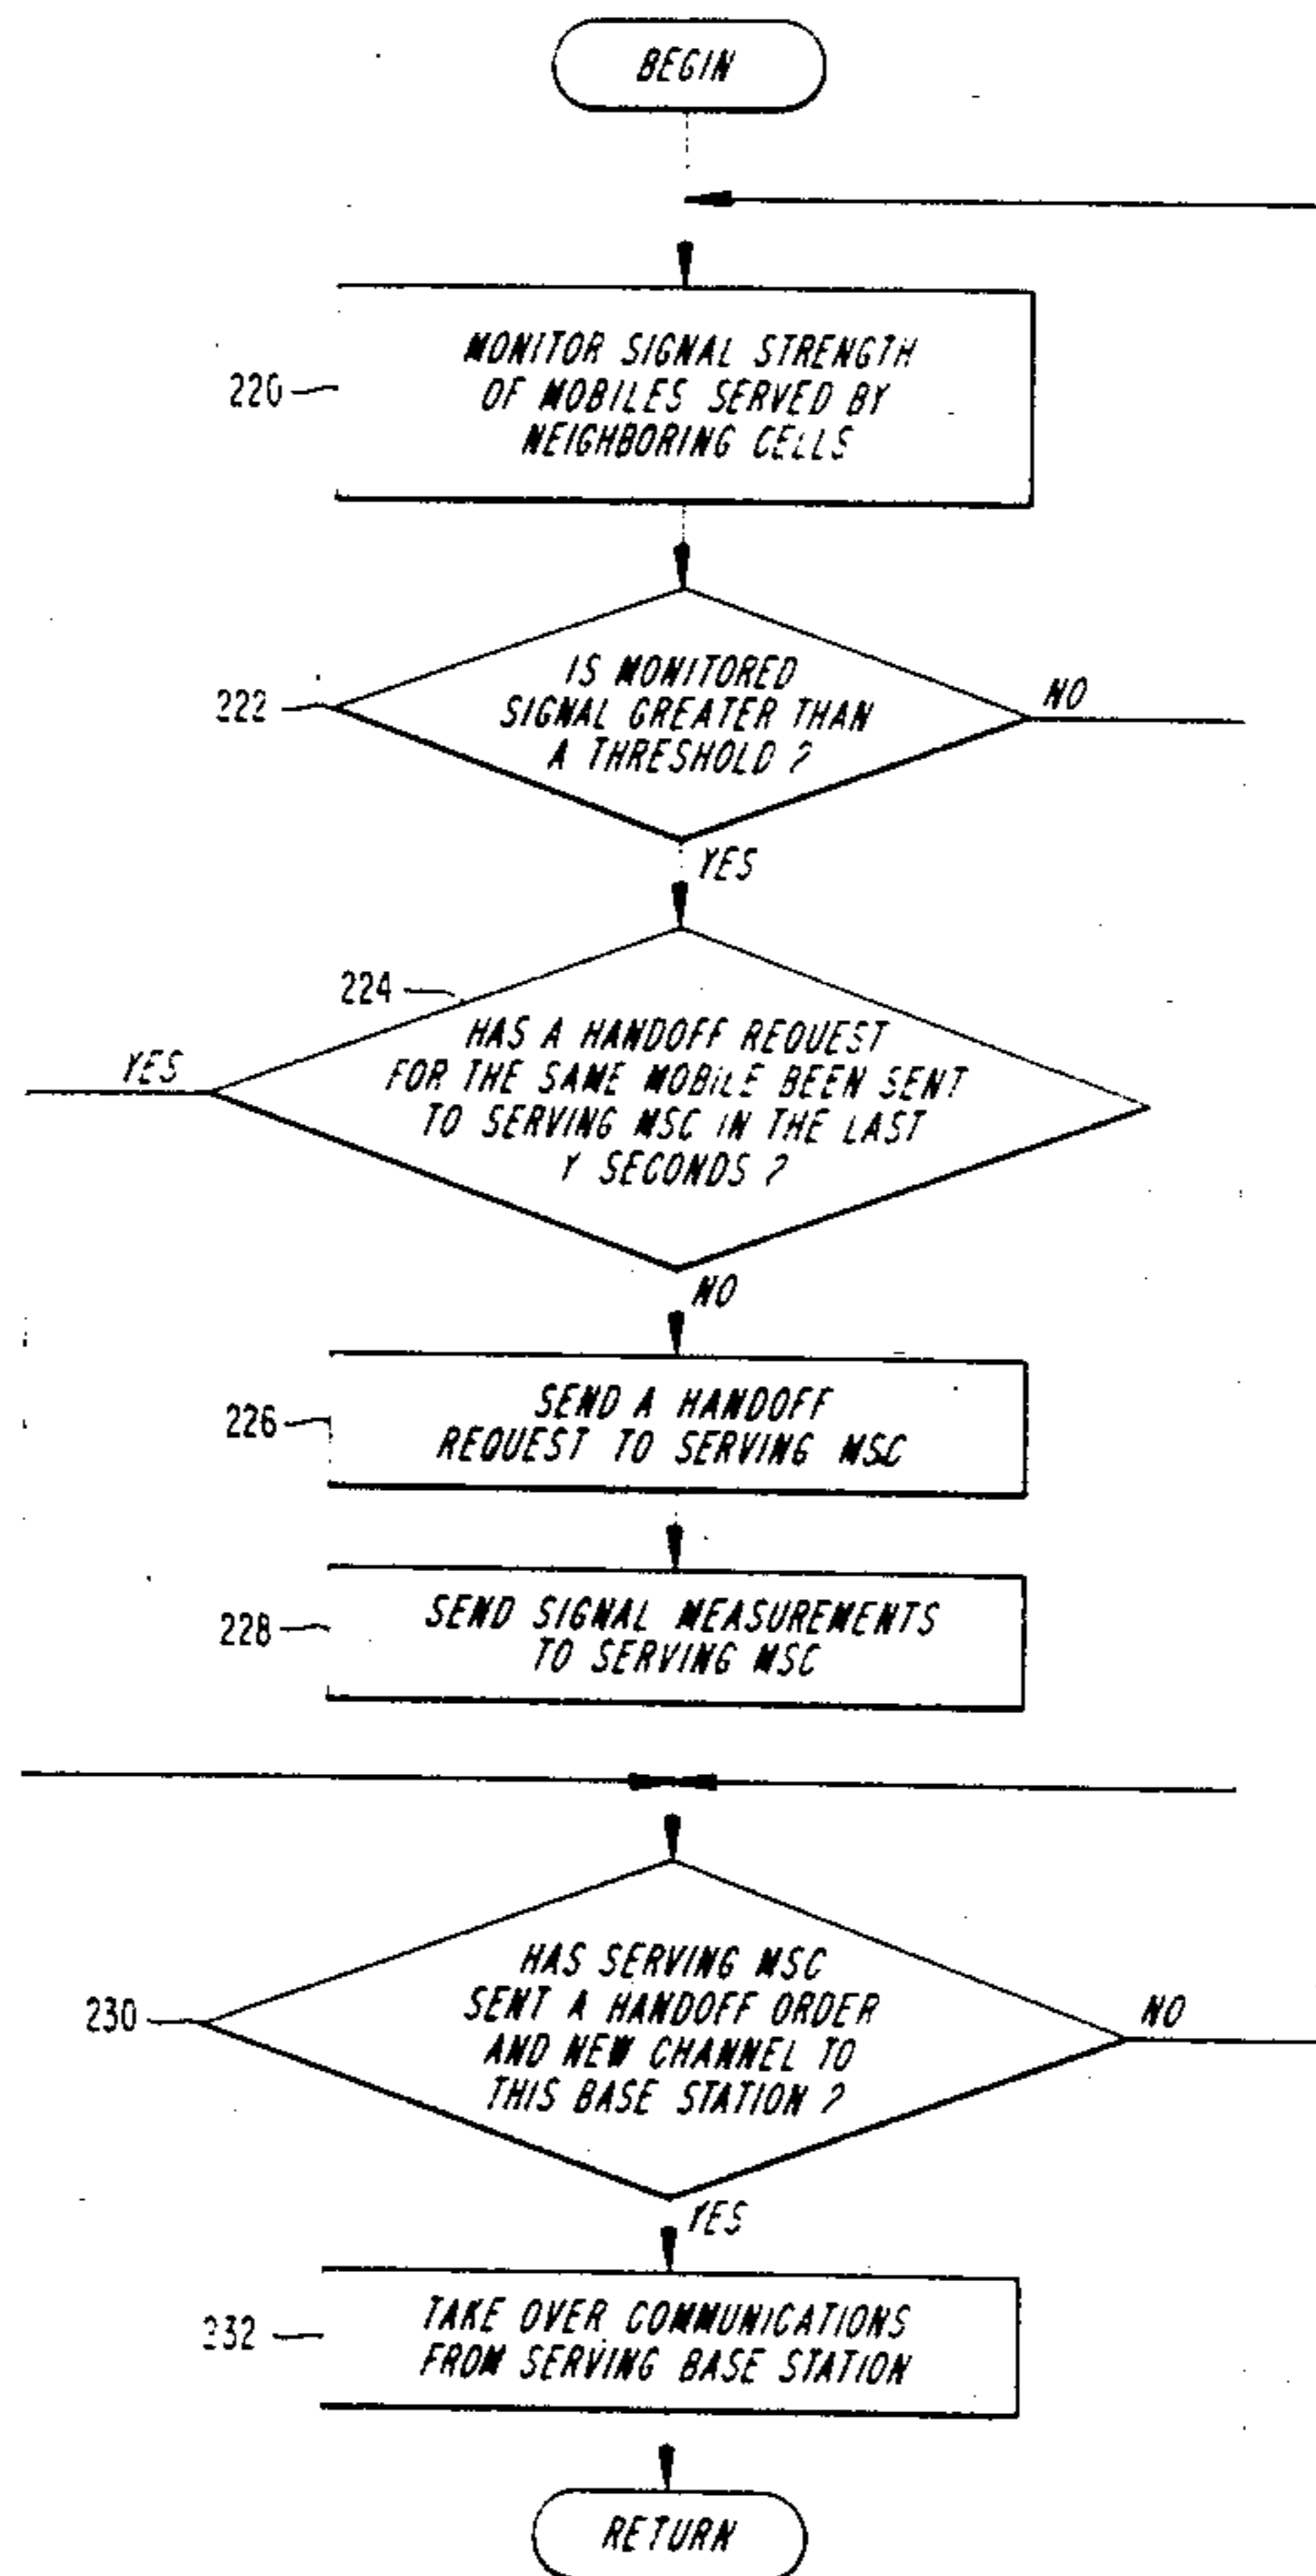 BEGIN
220
MONITOR SIGNAL STRENGTH
OF MOBILES SERVED BY
NEIGHBORING CELLS
222
IS MONITORED
SIGNAL GREATER THAN
A THRESHOLD ?
NO
YES
224
HAS A HANDOFF REQUEST
FOR THE SAME MOBILE BEEN SENT
TO SERVING MSC IN THE LAST
Y SECONDS ?
YES
NO
226
SEND A HANDOFF
REQUEST TO SERVING MSC
228
SEND SIGNAL MEASUREMENTS
TO SERVING MSC
230
HAS SERVING MSC
SENT A HANDOFF ORDER
AND NEW CHANNEL TO
THIS BASE STATION ?
NO
YES
232
TAKE OVER COMMUNICATIONS
FROM SERVING BASE STATION
RETURN